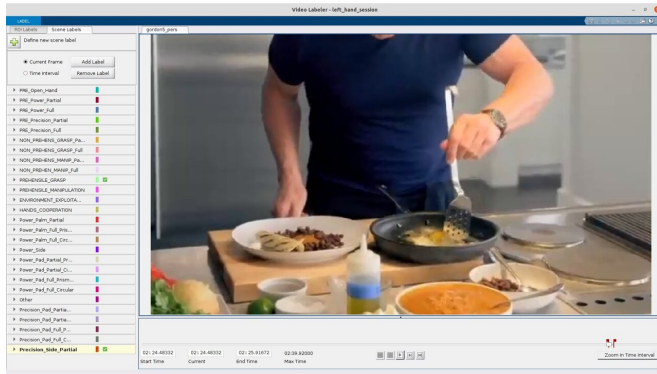 Video Labeler - left_hand_session
LABEL
ROI Labels Scene Labels
gordon5_pers
Define new scene label
Current Frame Add Label
Time Interval Remove Label
PRE_Open_Hand
PRE_Power_Partial
PRE_Power_Full
PRE_Precision_Partial
PRE_Precision_Full
NON_PREHENS_GRASP_Pa...
NON_PREHENS_GRASP_Full
NON_PREHENS_MANIP_Pa...
NON_PREHEN_MANIP_Full
PREHENSILE_GRASP
PREHENSILE_MANIPULATION
ENVIRONMENT_EXPLOITA...
HANDS_COOPERATION
Power_Palm_Partial
Power_Palm_Full_Pris...
Power_Palm_Full_Circ...
Power_Side
Power_Pad_Partial_Pr...
Power_Pad_Partial_Ci...
Power_Pad_Full_Prism...
Power_Pad_Full_Circular
Other
Precision_Pad_Partia...
Precision_Pad_Partia...
Precision_Pad_Full_P...
Precision_Pad_Full_C...
Precision_Side_Partial
02: 24.48332 02: 24.48332 02: 25.91672 02:39.92000
Start Time Current End Time Max Time
Zoom In Time Interval